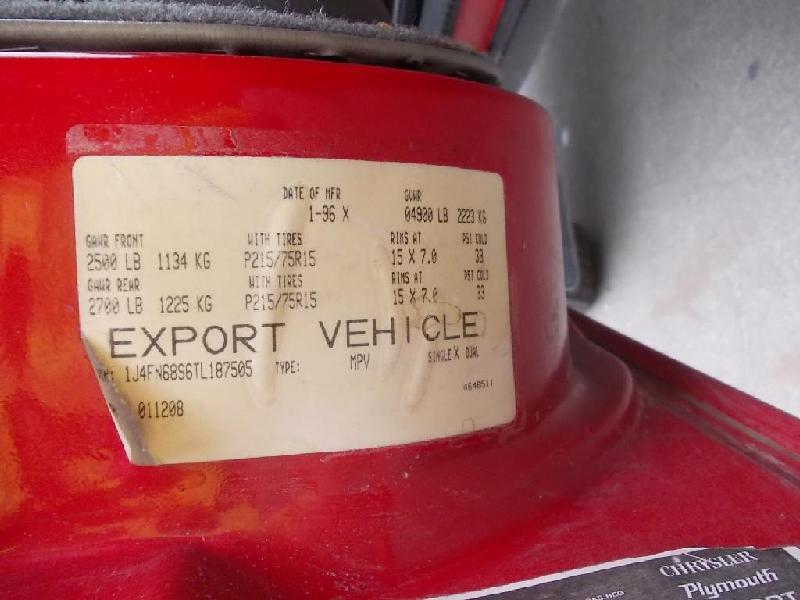 DATE OF MFR GVWR
1-96 X 04900 LB 2223 KG
GAWR FRONT WITH TIRES RIMS AT PSI COLD
2500 LB 1134 KG P215/75R15 15 X 7.0 33
GAWR REAR WITH TIRES RIMS AT PSI COLD
2700 LB 1225 KG P215/75R15 15 X 7.0 33
EXPORT VEHICLE
1J4FN68S6TL187505 TYPE: MPV SINGLE X DUAL
011208 4648511
CHRYSLER
Plymouth